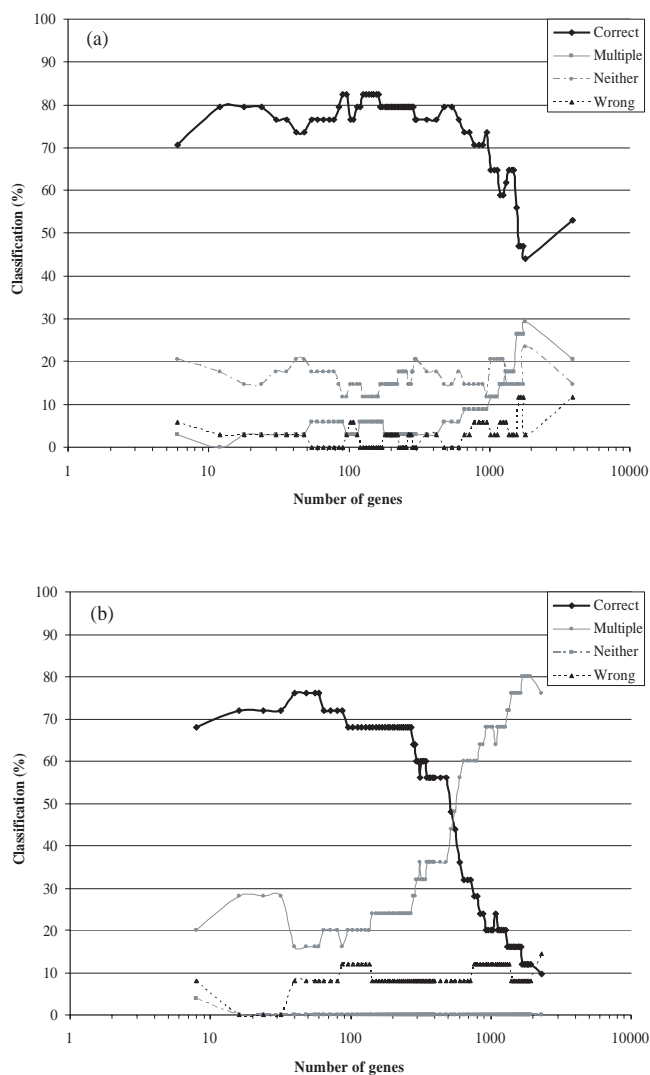 100
90
80
70
60
50
40
30
20
10
0
1
10
100
1000
10000
(a)
Correct
Multiple
Neither
Wrong
Classification (%)
Number of genes
100
90
80
70
60
50
40
30
20
10
0
1
10
100
1000
10000
(b)
Correct
Multiple
Neither
Wrong
Classification (%)
Number of genes